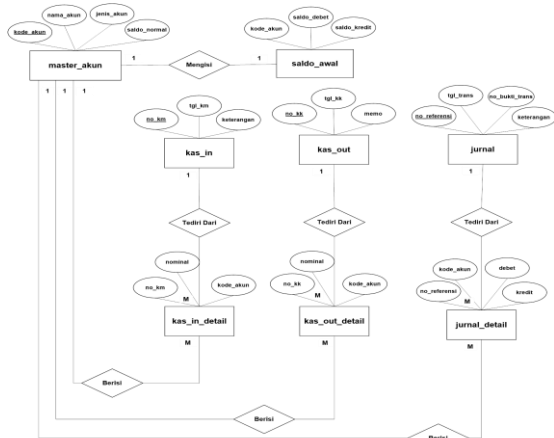 nama_akun
jenis_akun
kode_akun
saldo_normal
saldo_debet
kode_akun
saldo_kredit
master_akun
1
Mengisi
1
saldo_awal
1
1
1
1
tgl_km
no_km
keterangan
tgl_kk
no_kk
memo
tgl_trans
no_bukti_trans
no_referensi
keterangan
kas_in
kas_out
jurnal
1
1
1
Tediri Dari
Tediri Dari
Tediri Dari
nominal
no_km
kode_akun
M
nominal
no_kk
kode_akun
M
kode_akun
debet
no_referensi
kredit
M
kas_in_detail
kas_out_detail
jurnal_detail
M
M
M
Berisi
Berisi
Berisi